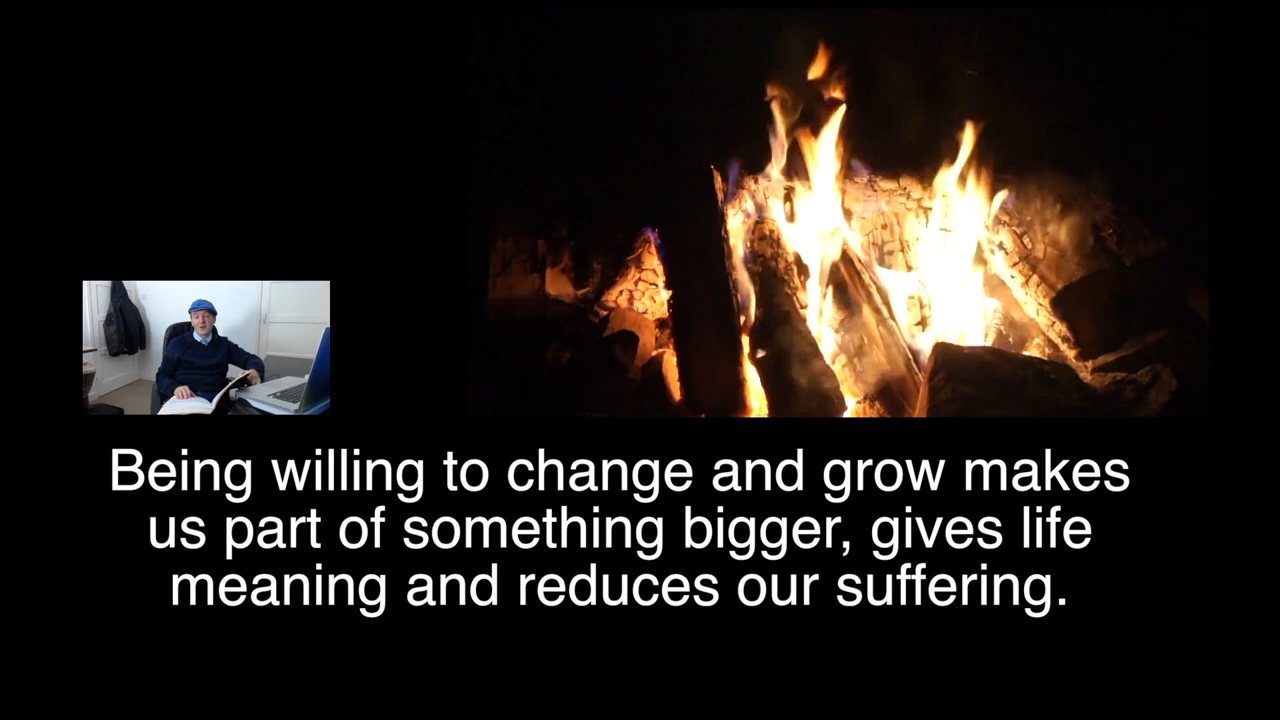 Being willing to change and grow makes
us part of something bigger, gives life
meaning and reduces our suffering.